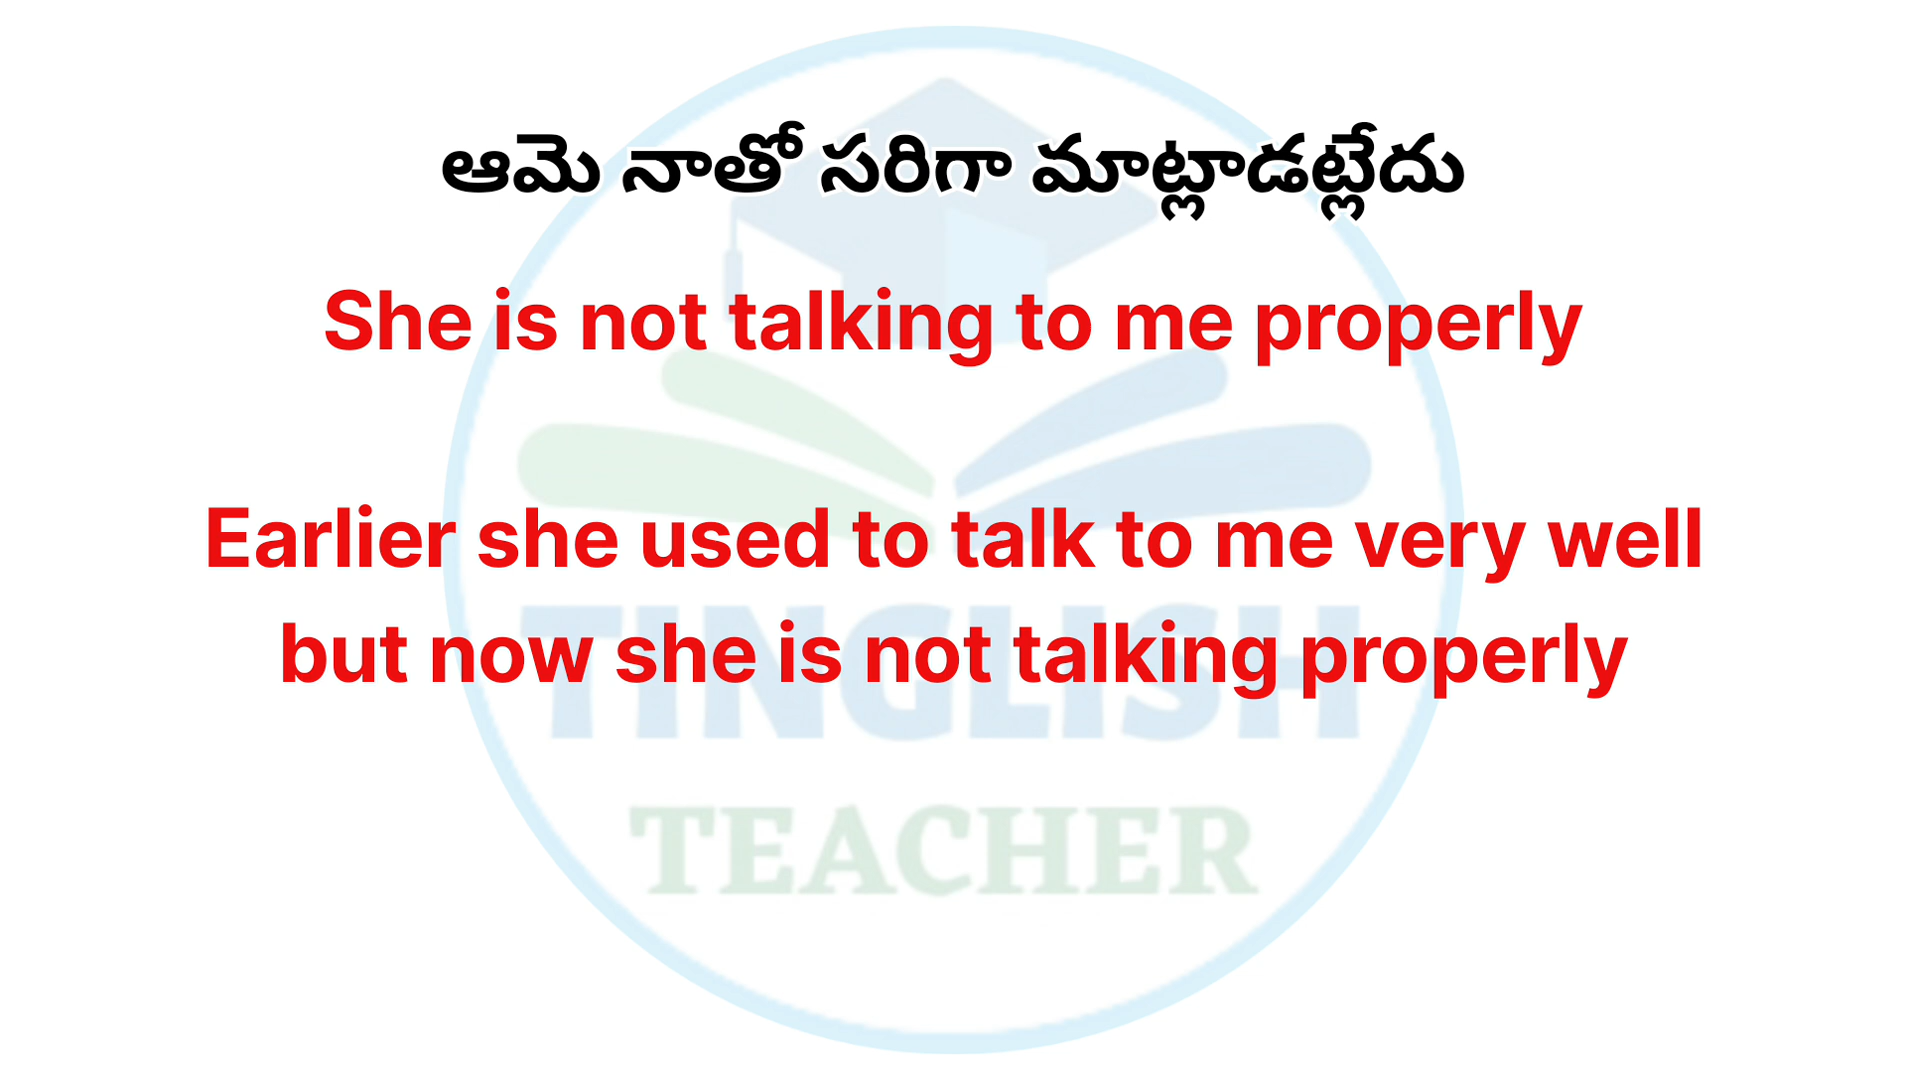 ఆమె నాతో సరిగా మాట్లాడట్లేదు
She is not talking to me properly
Earlier she used to talk to me very well
but now she is not talking properly
TINGLISH
TEACHER